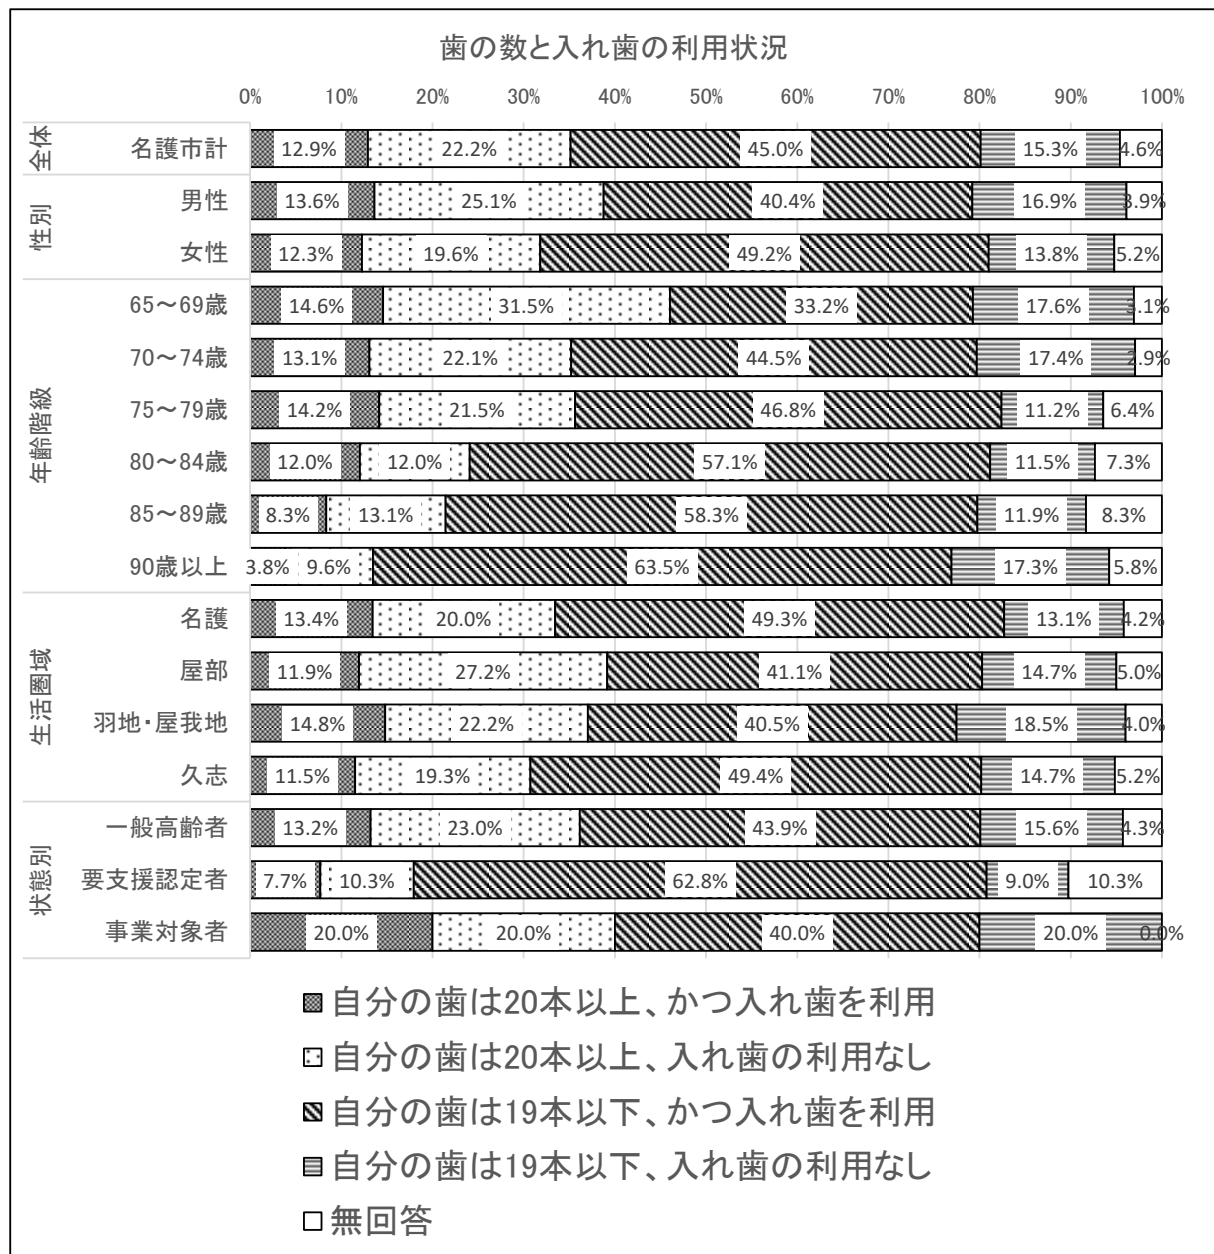 歯の数と入れ歯の利用状況
0% 10% 20% 30% 40% 50% 60% 70% 80% 90% 100%
全体
名護市計 12.9% 22.2% 45.0% 15.3% 4.6%
性別
男性 13.6% 25.1% 40.4% 16.9% 3.9%
女性 12.3% 19.6% 49.2% 13.8% 5.2%
年齢階級
65～69歳 14.6% 31.5% 33.2% 17.6% 3.1%
70～74歳 13.1% 22.1% 44.5% 17.4% 2.9%
75～79歳 14.2% 21.5% 46.8% 11.2% 6.4%
80～84歳 12.0% 12.0% 57.1% 11.5% 7.3%
85～89歳 8.3% 13.1% 58.3% 11.9% 8.3%
90歳以上 3.8% 9.6% 63.5% 17.3% 5.8%
生活圏域
名護 13.4% 20.0% 49.3% 13.1% 4.2%
屋部 11.9% 27.2% 41.1% 14.7% 5.0%
羽地・屋我地 14.8% 22.2% 40.5% 18.5% 4.0%
久志 11.5% 19.3% 49.4% 14.7% 5.2%
状態別
一般高齢者 13.2% 23.0% 43.9% 15.6% 4.3%
要支援認定者 7.7% 10.3% 62.8% 9.0% 10.3%
事業対象者 20.0% 20.0% 40.0% 20.0% 0.0%
自分の歯は20本以上、かつ入れ歯を利用
自分の歯は20本以上、入れ歯の利用なし
自分の歯は19本以下、かつ入れ歯を利用
自分の歯は19本以下、入れ歯の利用なし
無回答